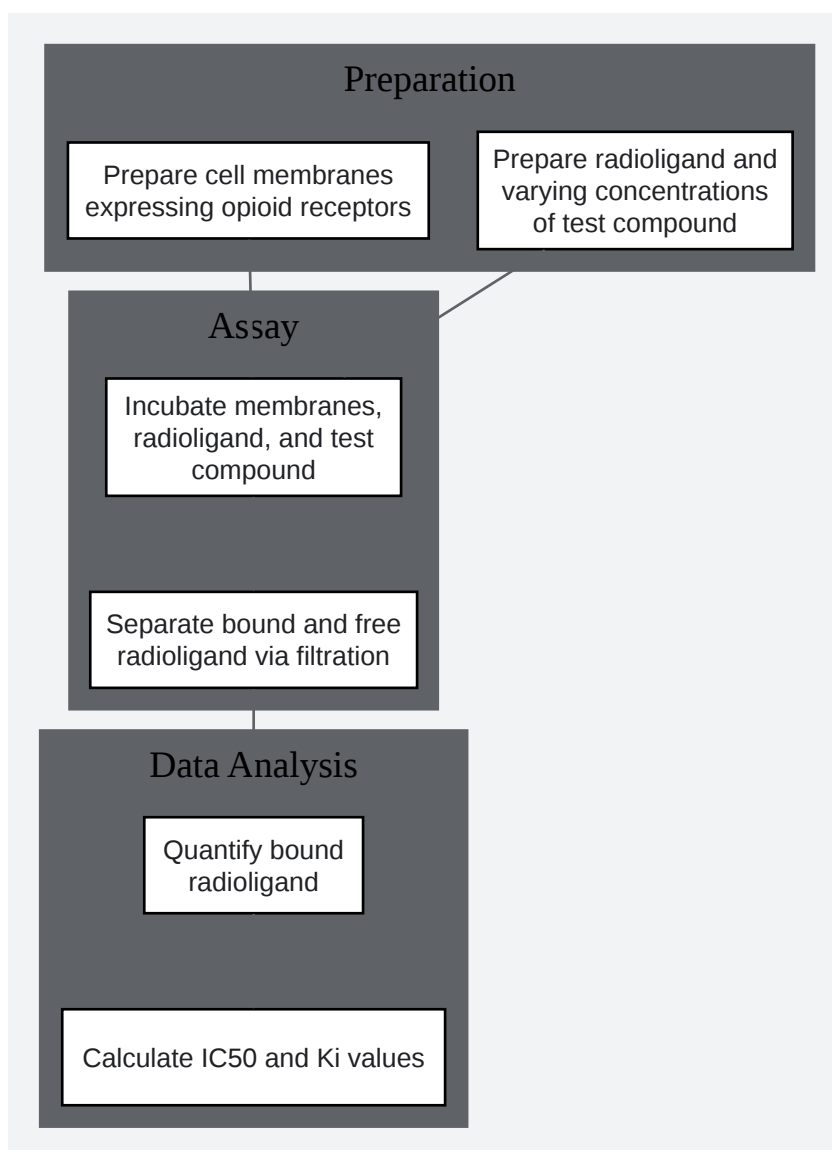 Preparation
Prepare cell membranes
expressing opioid receptors
Prepare radioligand and
varying concentrations
of test compound
Assay
Incubate membranes,
radioligand, and test
compound
Separate bound and free
radioligand via filtration
Data Analysis
Quantify bound
radioligand
Calculate IC50 and Ki values